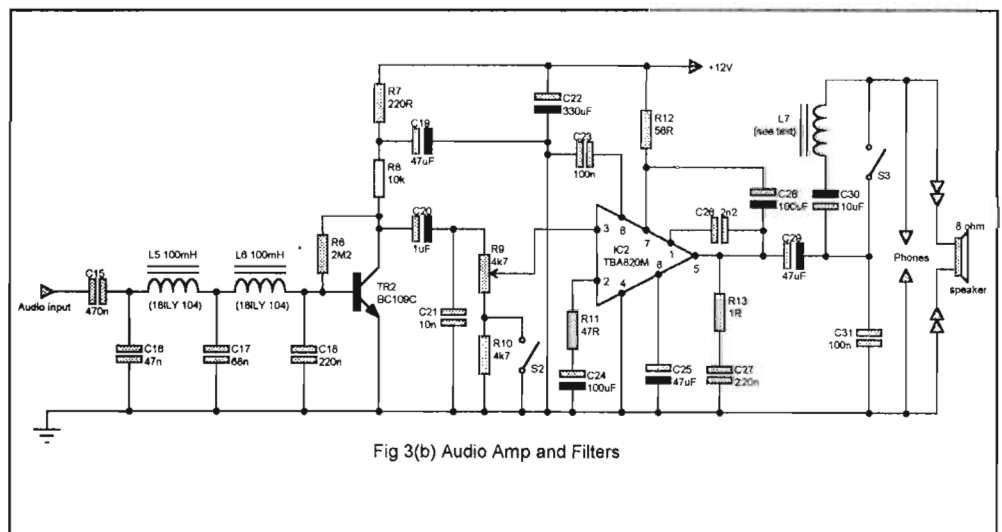 +12V
R7
220R
C22
330uF
C19
47uF
R8
10k
C23
100n
R12
56R
L7
(see text)
S3
C20
1uF
R6
2M2
C28
100uF
C26 2n2
C30
10uF
8 ohm
speaker
Phones
L5 100mH
(18ILY 104)
L6 100mH
(18ILY 104)
C15
470n
Audio input
TR2
BC109C
R9
4k7
3
8
7
1
IC2
TBA820M
5
2
4
6
C29
47uF
C16
47n
C17
68n
C18
220n
C21
10n
R10
4k7
S2
R11
47R
C24
100uF
C25
47uF
R13
1R
C27
220n
C31
100n
Fig 3(b) Audio Amp and Filters